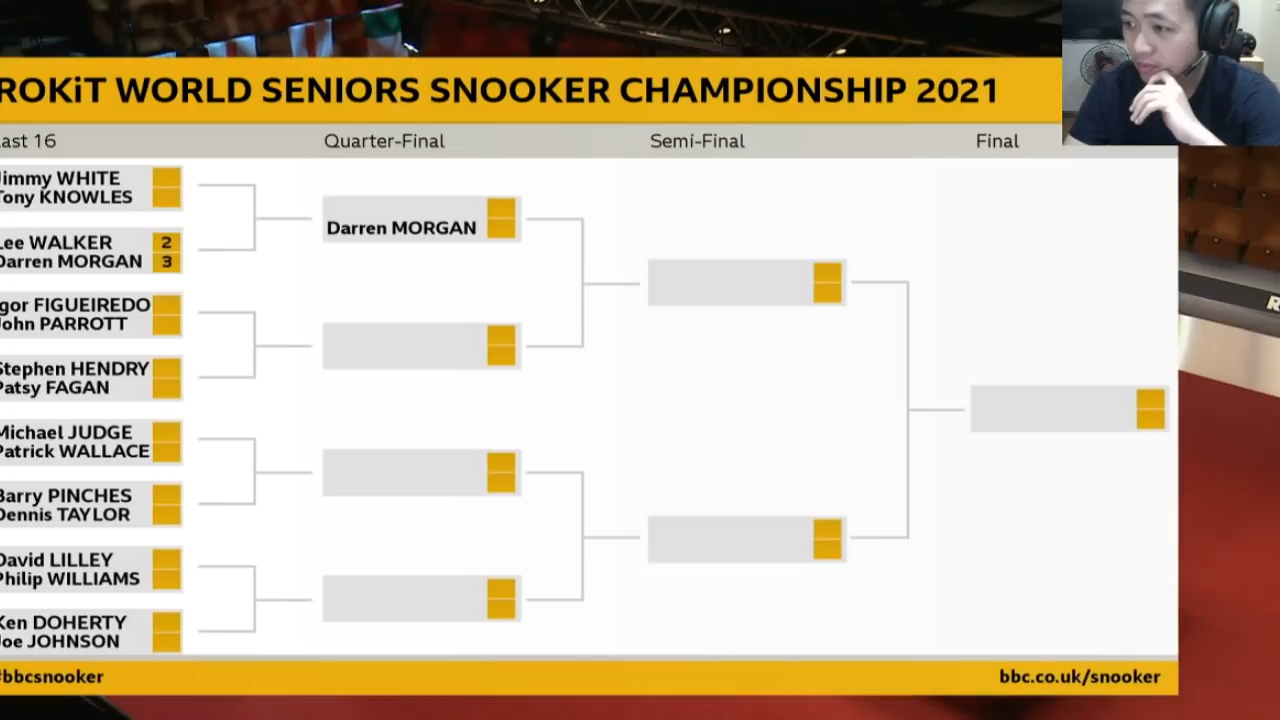 ROKiT WORLD SENIORS SNOOKER CHAMPIONSHIP 2021
ast 16 Quarter-Final Semi-Final Final
Jimmy WHITE
Tony KNOWLES
Lee WALKER 2
Darren MORGAN 3
gor FIGUEIREDO
John PARROTT
Stephen HENDRY
Patsy FAGAN
Michael JUDGE
Patrick WALLACE
Barry PINCHES
Dennis TAYLOR
David LILLEY
Philip WILLIAMS
Ken DOHERTY
Joe JOHNSON
Darren MORGAN
#bbcsnooker
bbc.co.uk/snooker